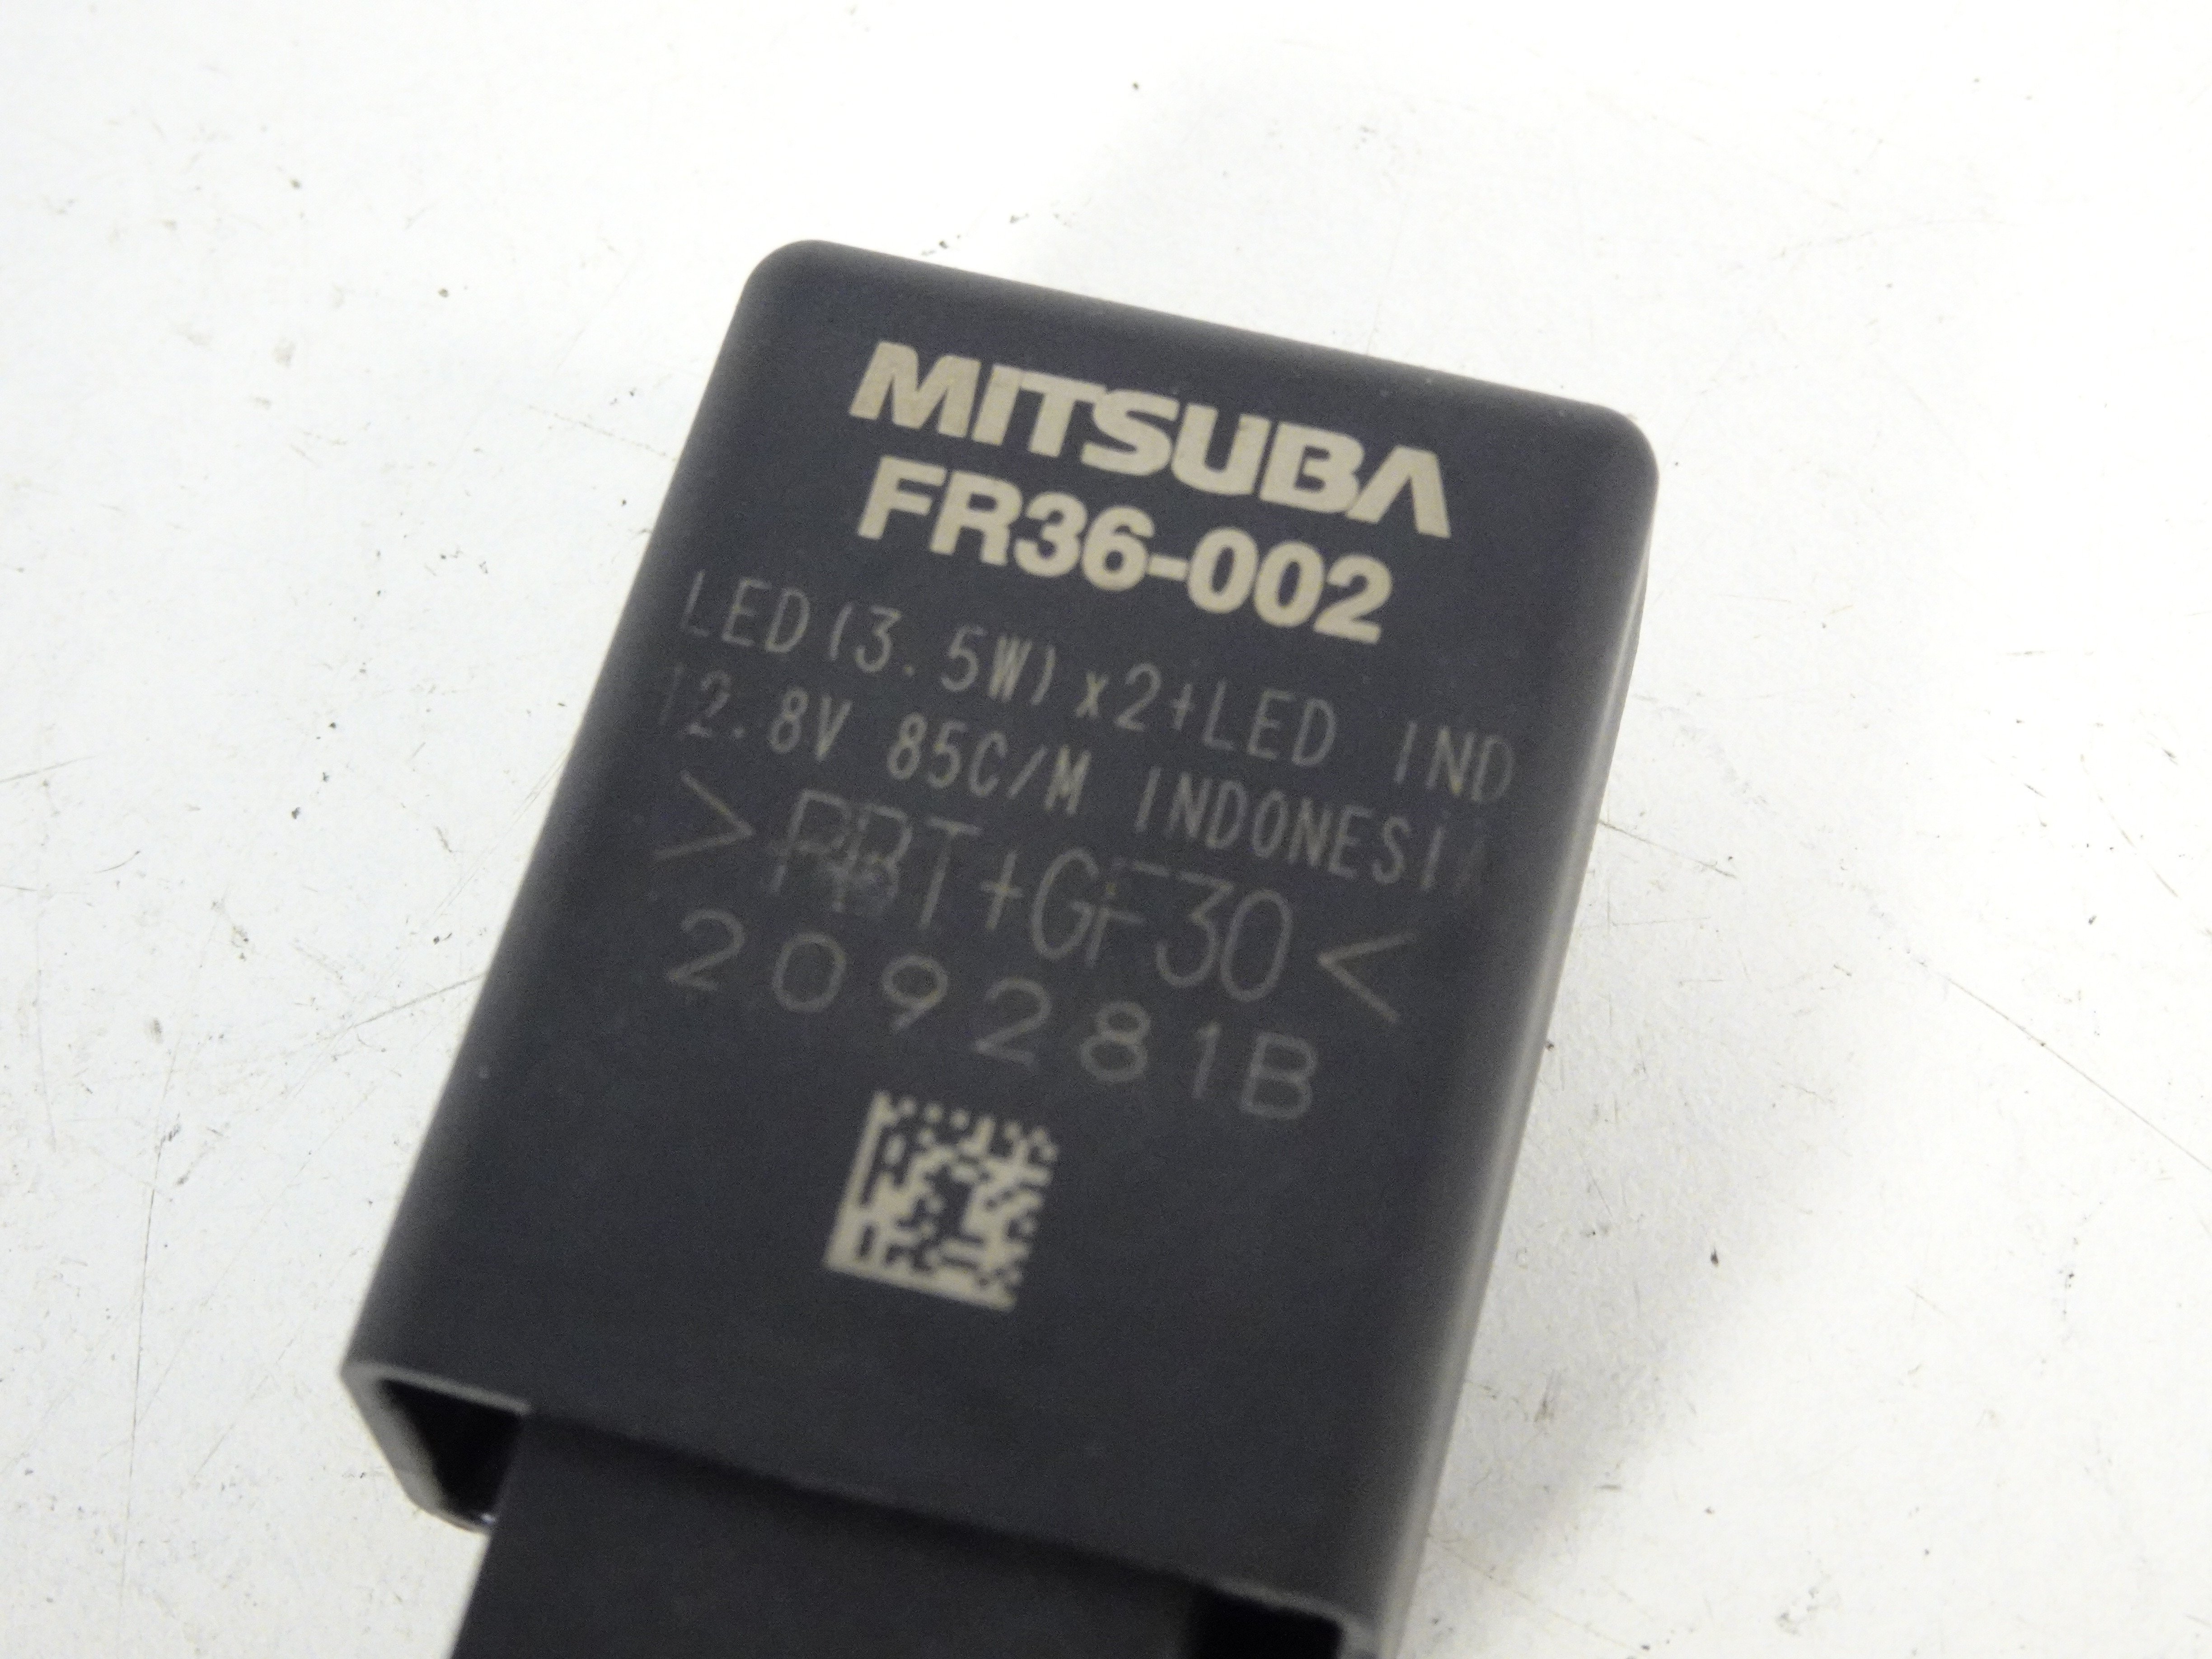 MITSUBA
FR36-002
LED(3.5W)x2+LED IND
12.8V 85C/M INDONESIA
>PBT+GF30<
209281B